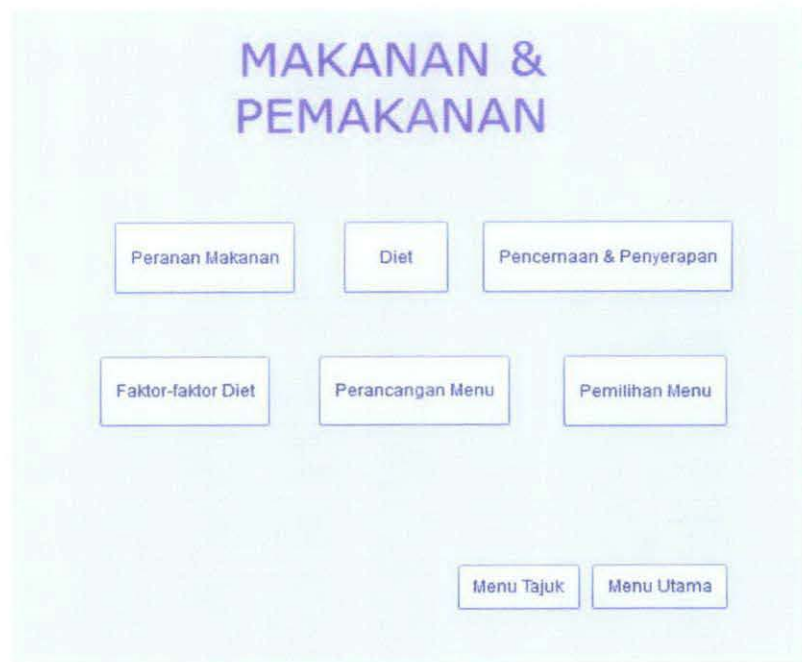 MAKANAN &
PEMAKANAN
Peranan Makanan
Diet
Pencernaan & Penyerapan
Faktor-faktor Diet
Perancangan Menu
Pemilihan Menu
Menu Tajuk
Menu Utama